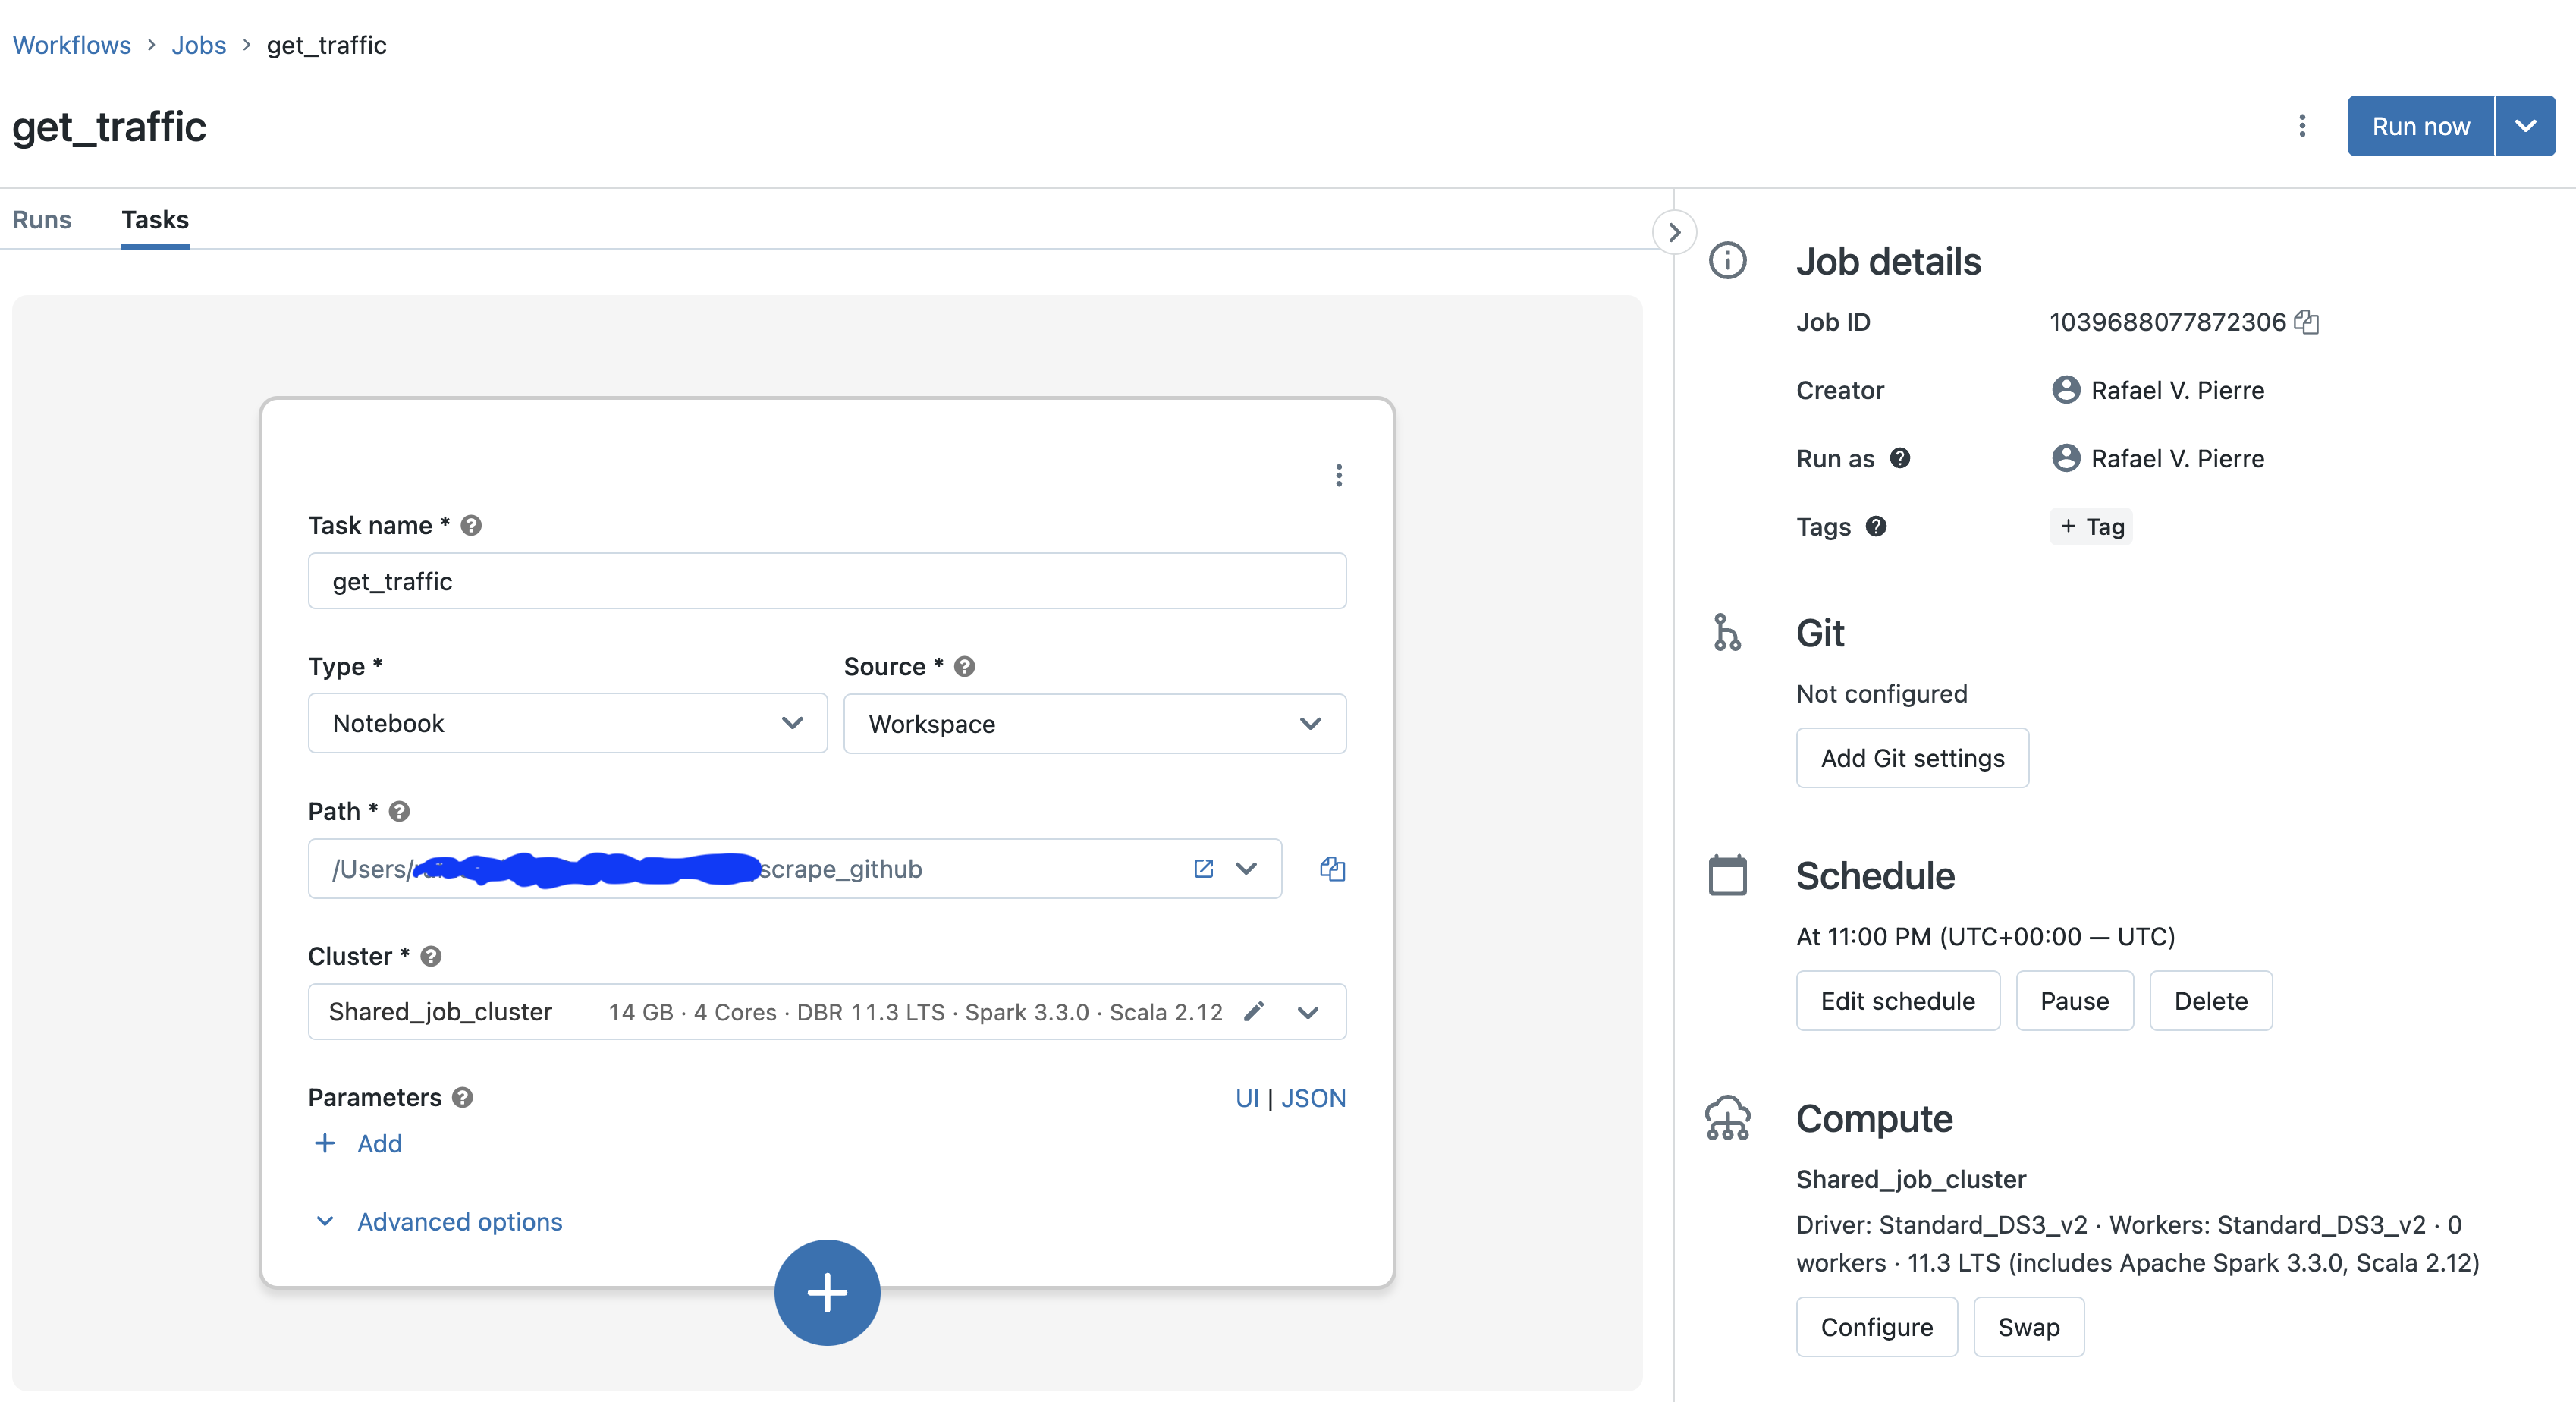 Workflows > Jobs > get_traffic
get_traffic
Run now
Runs Tasks
Task name *
get_traffic
Type *
Source *
Notebook
Workspace
Path *
/Users/ scrape_github
Cluster *
Shared_job_cluster 14 GB · 4 Cores · DBR 11.3 LTS · Spark 3.3.0 · Scala 2.12
Parameters
UI | JSON
+ Add
Advanced options
Job details
Job ID 1039688077872306
Creator Rafael V. Pierre
Run as Rafael V. Pierre
Tags + Tag
Git
Not configured
Add Git settings
Schedule
At 11:00 PM (UTC+00:00 — UTC)
Edit schedule Pause Delete
Compute
Shared_job_cluster
Driver: Standard_DS3_v2 · Workers: Standard_DS3_v2 · 0
workers · 11.3 LTS (includes Apache Spark 3.3.0, Scala 2.12)
Configure Swap